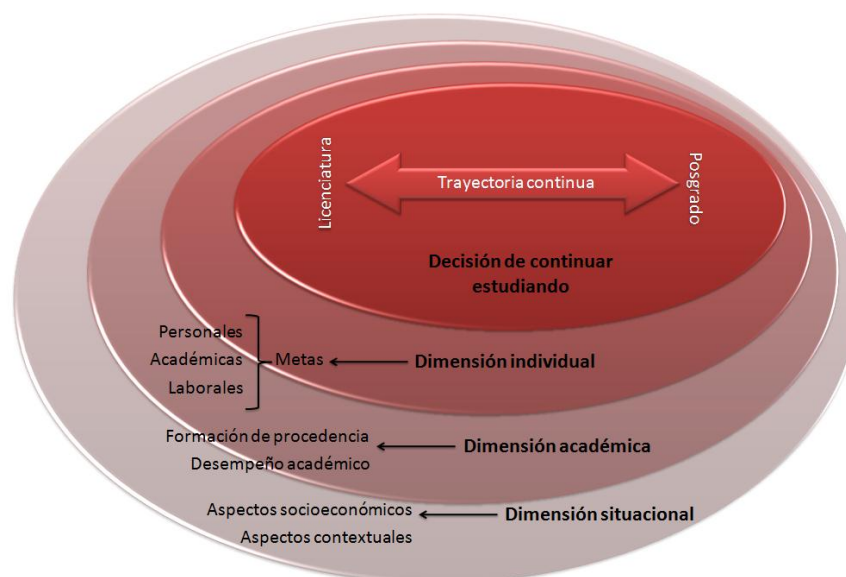 Licenciatura
Trayectoria continua
Posgrado
Decisión de continuar
estudiando
Personales
Académicas
Laborales
Metas
Dimensión individual
Formación de procedencia
Desempeño académico
Dimensión académica
Aspectos socioeconómicos
Aspectos contextuales
Dimensión situacional